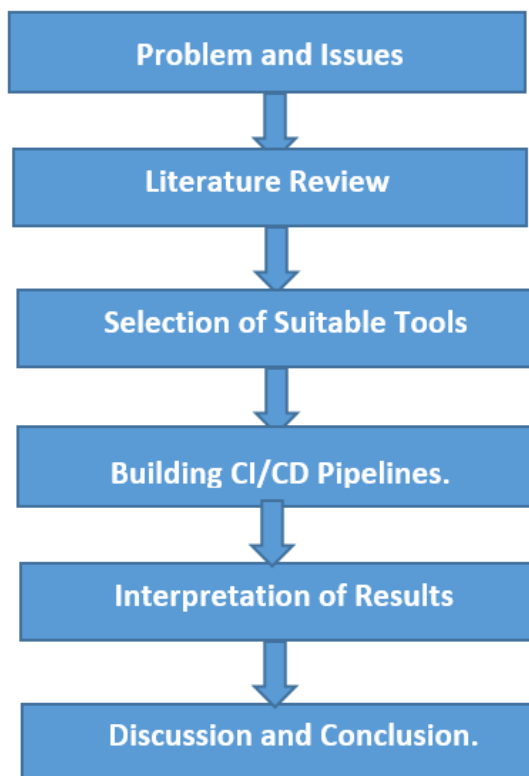 Problem and Issues
Literature Review
Selection of Suitable Tools
Building CI/CD Pipelines.
Interpretation of Results
Discussion and Conclusion.